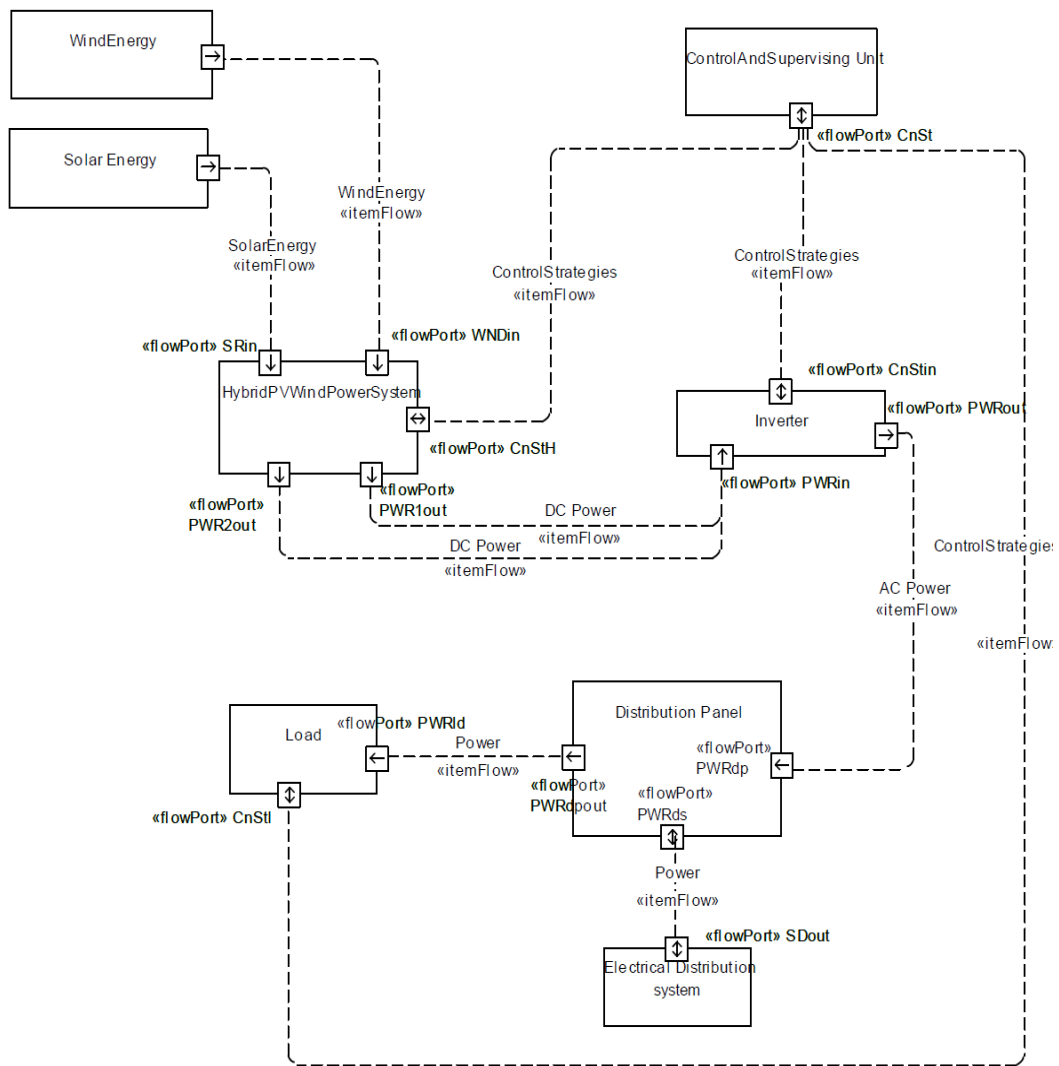 WindEnergy
ControlAndSupervising Unit
«flowPort» CnSt
Solar Energy
WindEnergy
«itemFlow»
SolarEnergy
«itemFlow»
ControlStrategies
«itemFlow»
ControlStrategies
«itemFlow»
«flowPort» SRin
«flowPort» WNDin
HybridPVWindPowerSystem
«flowPort» CnStH
«flowPort» CnStin
«flowPort» PWRout
Inverter
«flowPort» PWRin
«flowPort»
PWR2out
«flowPort»
PWR1out
DC Power
«itemFlow»
DC Power
«itemFlow»
ControlStrategies
«itemFlow»
AC Power
«itemFlow»
Load
«flowPort» PWRld
Power
«itemFlow»
Distribution Panel
«flowPort»
PWRdp
«flowPort»
PWRdpout
«flowPort»
PWRds
«flowPort» CnStl
Power
«itemFlow»
«flowPort» SDout
Electrical Distribution
system